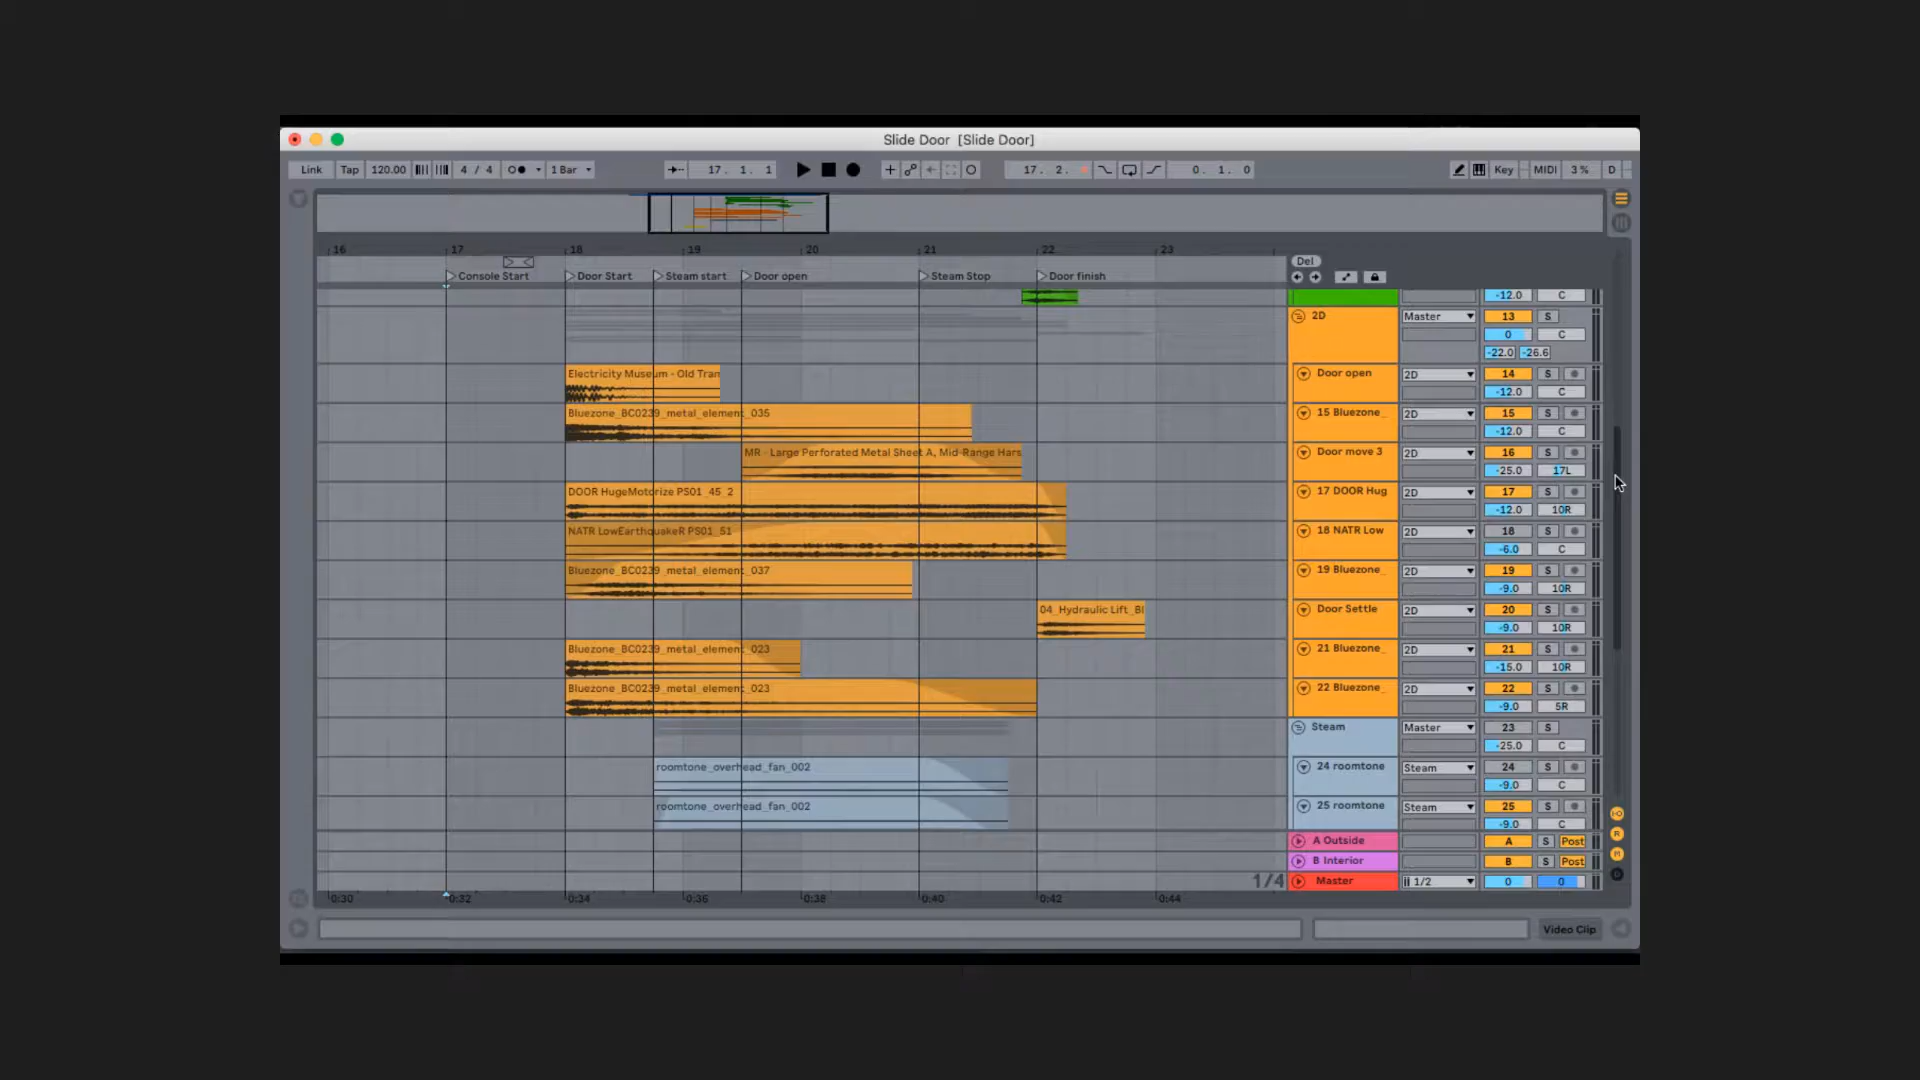 Slide Door [Slide Door]
Link Tap 120.00 4 / 4 1 Bar 17. 1. 1 17. 2. 0. 1. 0 Key MIDI 3 % D
16 17 18 19 20 21 22 23
Del
Console Start Door Start Steam start Door open Steam Stop Door finish
-12.0 C
2D Master 13 S
0 C
-22.0 -26.6
Electricity Museum - Old Tram Door open 2D 14 S
-12.0 C
Bluezone_BC0239_metal_element_035 15 Bluezone_ 2D 15 S
-12.0 C
MR - Large Perforated Metal Sheet A, Mid-Range Hars Door move 3 2D 16 S
-25.0 17L
DOOR HugeMotorize PS01_45_2 17 DOOR Hug 2D 17 S
-12.0 10R
NATR LowEarthquakeR PS01_51 18 NATR Low 2D 18 S
-6.0 C
Bluezone_BC0239_metal_element_037 19 Bluezone_ 2D 19 S
-9.0 10R
04_Hydraulic Lift_Bl Door Settle 2D 20 S
-9.0 10R
Bluezone_BC0239_metal_element_023 21 Bluezone_ 2D 21 S
-15.0 10R
Bluezone_BC0239_metal_element_023 22 Bluezone_ 2D 22 S
-9.0 5R
Steam Master 23 S
-25.0 C
roomtone_overhead_fan_002 24 roomtone Steam 24 S
-9.0 C
roomtone_overhead_fan_002 25 roomtone Steam 25 S
-9.0 C
A Outside A S Post
B Interior B S Post
1/4 Master 1/2 0 0
0:30 0:32 0:34 0:36 0:38 0:40 0:42 0:44
Video Clip